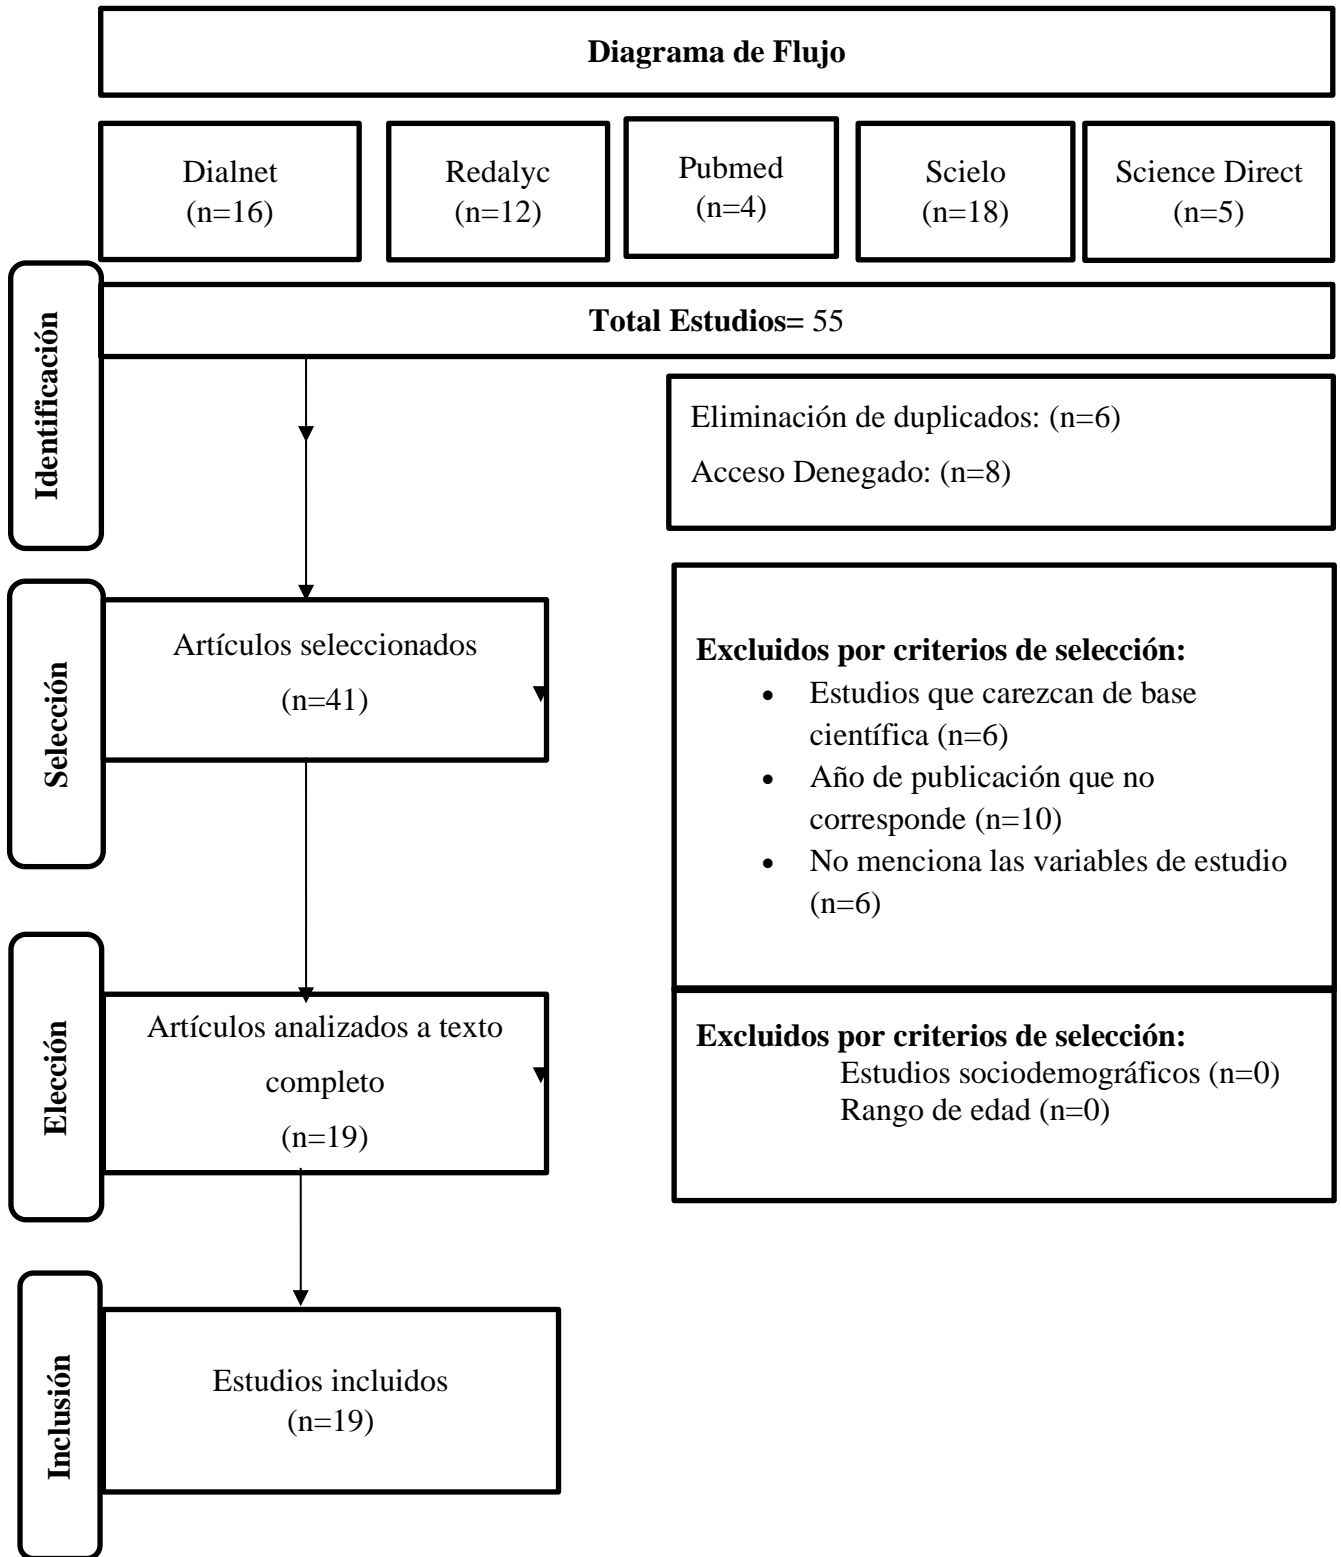 Diagrama de Flujo
Dialnet
(n=16)
Redalyc
(n=12)
Pubmed
(n=4)
Scielo
(n=18)
Science Direct
(n=5)
Identificación
Total Estudios= 55
Eliminación de duplicados: (n=6)
Acceso Denegado: (n=8)
Selección
Artículos seleccionados
(n=41)
Excluidos por criterios de selección:
• Estudios que carezcan de base
científica (n=6)
• Año de publicación que no
corresponde (n=10)
• No menciona las variables de estudio
(n=6)
Elección
Artículos analizados a texto
completo
(n=19)
Excluidos por criterios de selección:
Estudios sociodemográficos (n=0)
Rango de edad (n=0)
Inclusión
Estudios incluidos
(n=19)